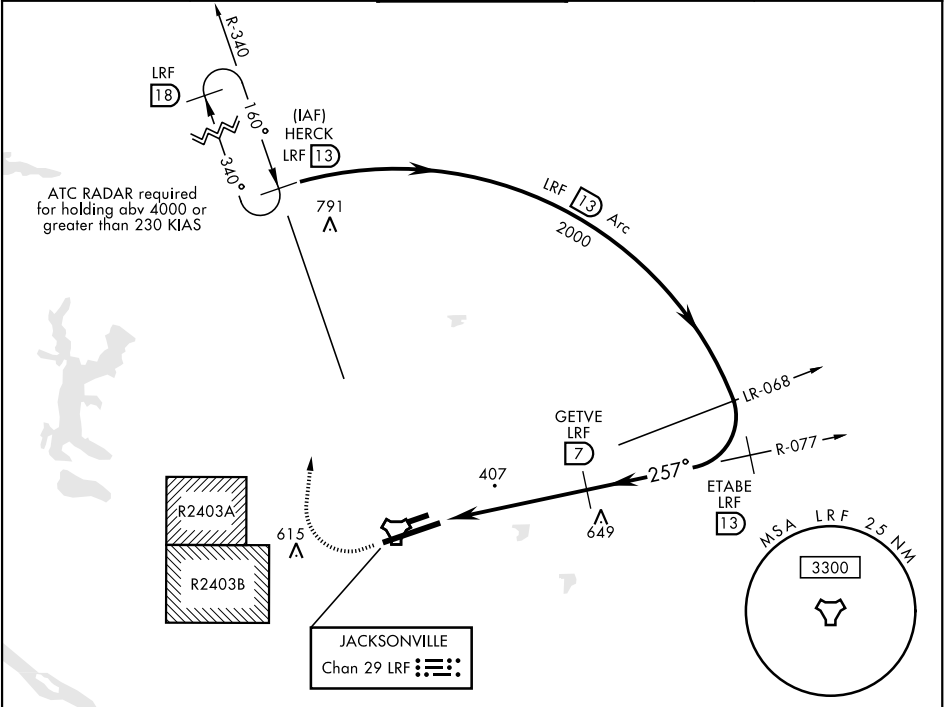 R-340
LRF
18
160°
340°
(IAF)
HERCK
LRF 13
ATC RADAR required
for holding abv 4000 or
greater than 230 KIAS
791
LRF 13 Arc
2000
LR-068
GETVE
LRF
7
257°
R-077
ETABE
LRF
13
407
649
R2403A
615
R2403B
MSA LRF 25 NM
3300
JACKSONVILLE
Chan 29 LRF